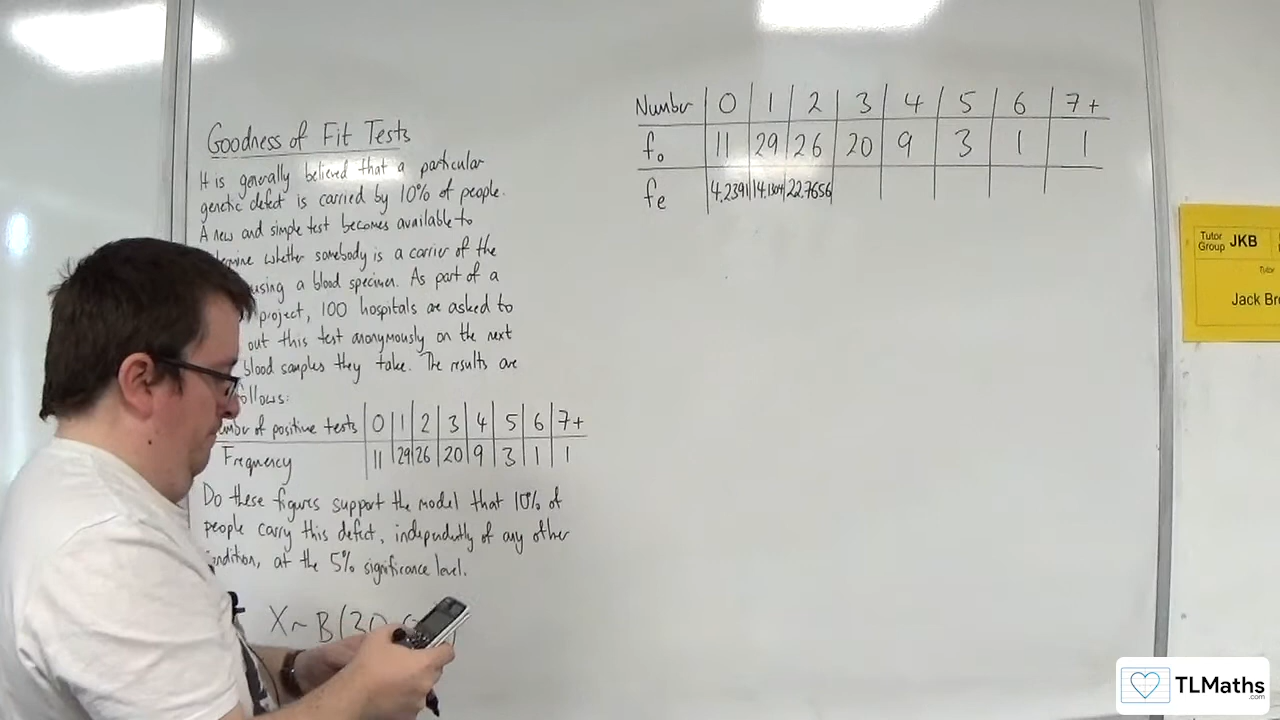 Goodness of Fit Tests
It is generally believed that a particular
genetic defect is carried by 10% of people.
A new and simple test becomes available to
whether somebody is a carrier of the
using a blood specimen. As part of a
project, 100 hospitals are asked to
out this test anonymously on the next
blood samples they take. The results are
of positive tests | 0 | 1 | 2 | 3 | 4 | 5 | 6 | 7+
Frequency | 11 | 29 | 26 | 20 | 9 | 3 | 1 | 1
Do these figures support the model that 10% of
people carry this defect, independently of any other
at the 5% significance level.
X ~ B(30
Number | 0 | 1 | 2 | 3 | 4 | 5 | 6 | 7+
fo | 11 | 29 | 26 | 20 | 9 | 3 | 1 | 1
fe | 4.2391 | 14.1304 | 22.7656
Tutor Group JKB
Jack
TLMaths
.com